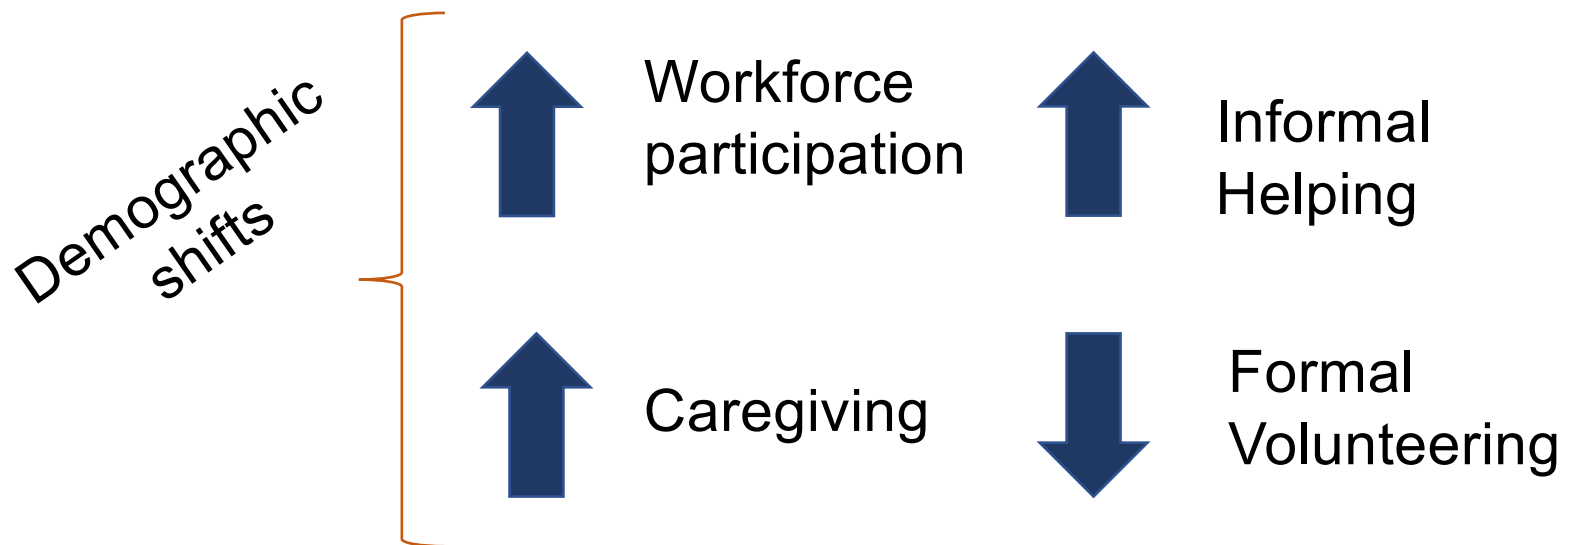 Demographic
shifts
Workforce
participation
Informal
Helping
Caregiving
Formal
Volunteering